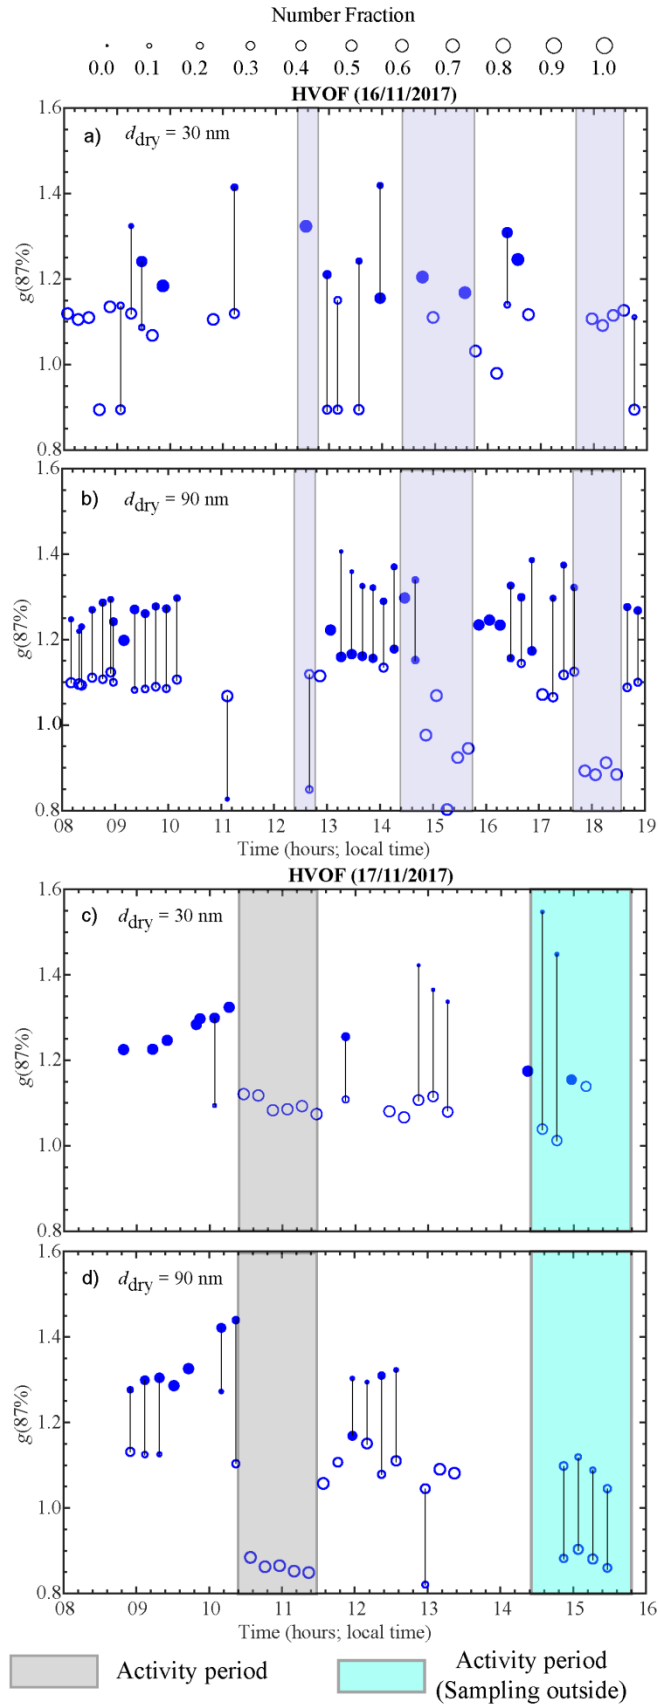 Number Fraction
0.0 0.1 0.2 0.3 0.4 0.5 0.6 0.7 0.8 0.9 1.0
HVOF (16/11/2017)
a) d_dry = 30 nm
1.6
1.4
1.2
1.0
0.8
g(87%)
b) d_dry = 90 nm
1.6
1.4
1.2
1.0
0.8
g(87%)
08 09 10 11 12 13 14 15 16 17 18 19
Time (hours; local time)
HVOF (17/11/2017)
c) d_dry = 30 nm
1.6
1.4
1.2
1.0
0.8
g(87%)
d) d_dry = 90 nm
1.6
1.4
1.2
1.0
0.8
g(87%)
08 09 10 11 12 13 14 15 16
Time (hours; local time)
Activity period
Activity period
(Sampling outside)